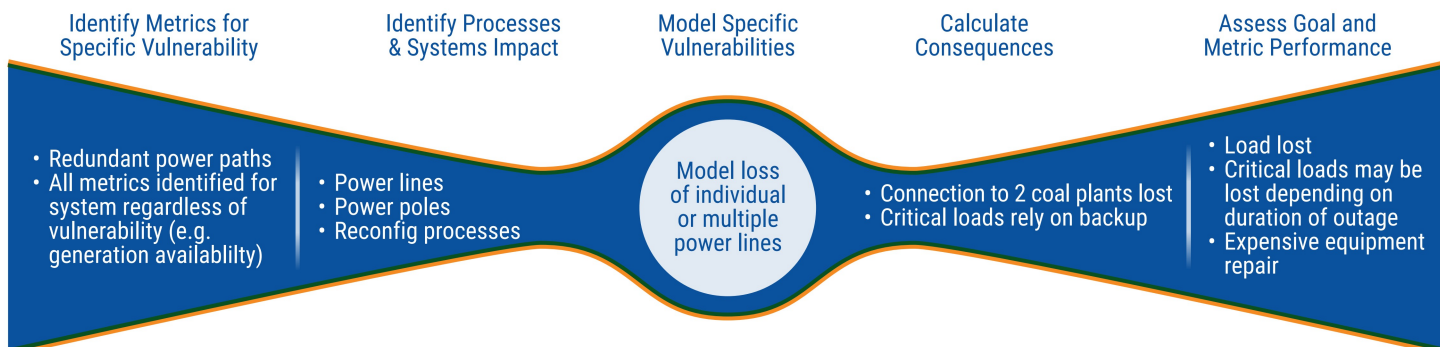 Identify Metrics for
Specific Vulnerability
Identify Processes
& Systems Impact
Model Specific
Vulnerabilities
Calculate
Consequences
Assess Goal and
Metric Performance
• Redundant power paths
• All metrics identified for
system regardless of
vulnerability (e.g.
generation availablilty)
• Power lines
• Power poles
• Reconfig processes
Model loss
of individual
or multiple
power lines
• Connection to 2 coal plants lost
• Critical loads rely on backup
• Load lost
• Critical loads may be
lost depending on
duration of outage
• Expensive equipment
repair